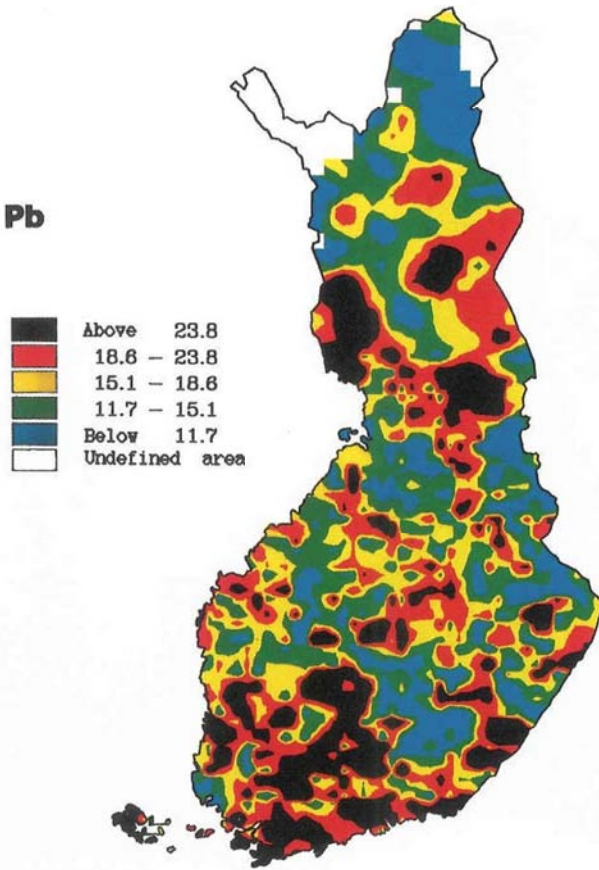 Pb
Above 23.8
18.6 – 23.8
15.1 – 18.6
11.7 – 15.1
Below 11.7
Undefined area